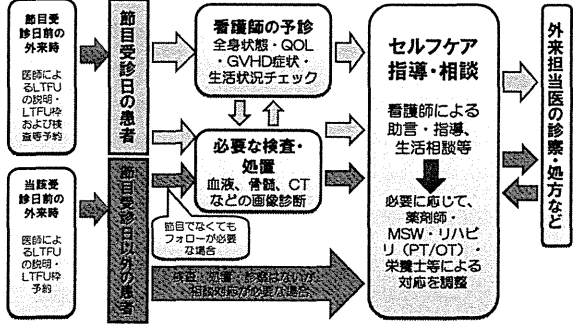 節目受
診日前の
外来時
医師によ
るLTFU
の説明・
LTFU枠
および検
査等予約
節目受診日の患者
看護師の予診
全身状態・QOL
・GVHD症状・
生活状況チェック
必要な検査・
処置
血液、骨髄、CT
などの画像診断
セルフケア
指導・相談
看護師による
助言・指導、
生活相談等
必要に応じて、
薬剤師・
MSW・リハビ
リ（PT/OT）・
栄養士等による
対応を調整
外来担当医の診察・処方など
当該受
診日前の
外来時
医師によ
るLTFU
の説明・
LTFU枠
予約
節目受診日以外の患者
節目でなくても
フォローが必要
な場合
検査・処置・診察はないが、
相談対応が必要な場合